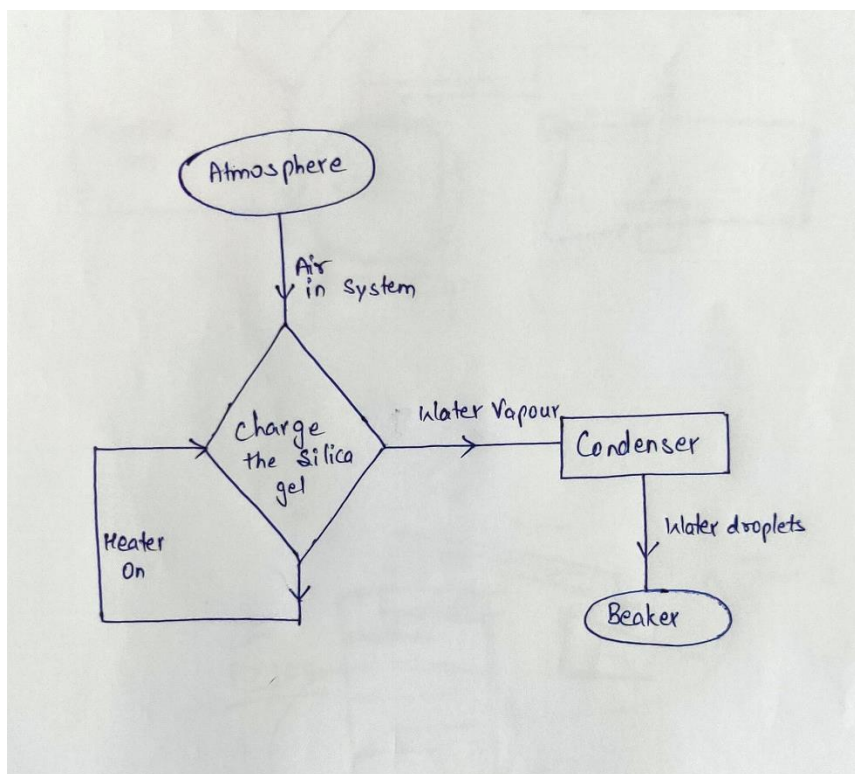 Atmosphere
Air
in System
Charge
the Silica
gel
Water Vapour
Condenser
Heater
On
Water droplets
Beaker